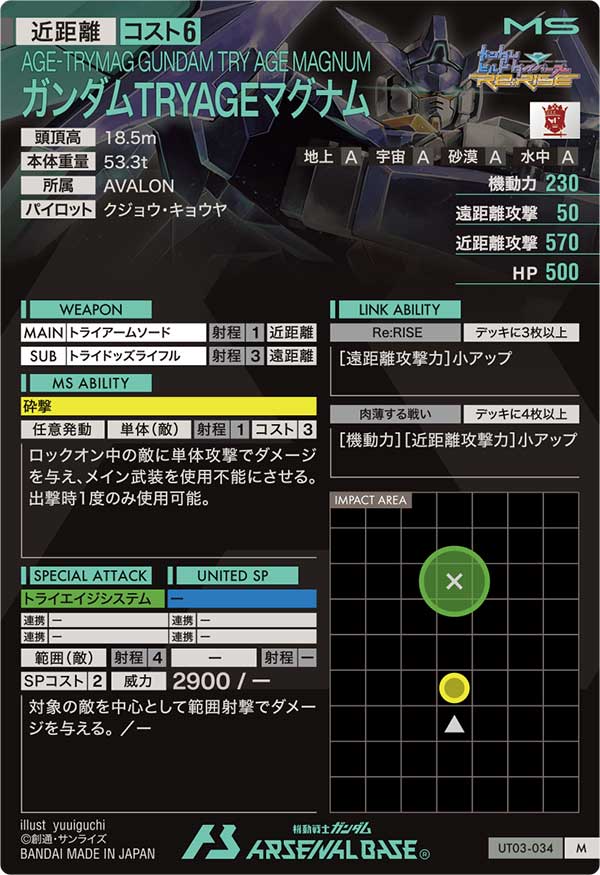 近距離 コスト6
MS
AGE-TRYMAG GUNDAM TRY AGE MAGNUM
ガンダムTRYAGEマグナム
Re:RISE
頭頂高 18.5m
本体重量 53.3t
所属 AVALON
パイロット クジョウ・キョウヤ
地上 A 宇宙 A 砂漠 A 水中 A
機動力 230
遠距離攻撃 50
近距離攻撃 570
HP 500
WEAPON
MAIN トライアームソード 射程 1 近距離
SUB トライドッズライフル 射程 3 遠距離
MS ABILITY
砕撃
任意発動 単体(敵) 射程 1 コスト 3
ロックオン中の敵に単体攻撃でダメージ
を与え、メイン武装を使用不能にさせる。
出撃時1度のみ使用可能。
LINK ABILITY
Re:RISE デッキに3枚以上
[遠距離攻撃力]小アップ
肉薄する戦い デッキに4枚以上
[機動力][近距離攻撃力]小アップ
IMPACT AREA
SPECIAL ATTACK UNITED SP
トライエイジシステム ー
連携 ー 連携 ー
連携 ー 連携 ー
範囲(敵) 射程 4 ー 射程 ー
SPコスト 2 威力 2900 / ー
対象の敵を中心として範囲射撃でダメー
ジを与える。/ー
illust yuuiguchi
©創通・サンライズ
BANDAI MADE IN JAPAN
機動戦士ガンダム
ARSENAL BASE®
UT03-034 M